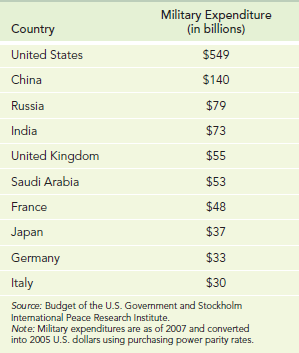 Military Expenditure
Country (in billions)
United States $549
China $140
Russia $79
India $73
United Kingdom $55
Saudi Arabia $53
France $48
Japan $37
Germany $33
Italy $30
Source: Budget of the U.S. Government and Stockholm
International Peace Research Institute.
Note: Military expenditures are as of 2007 and converted
into 2005 U.S. dollars using purchasing power parity rates.